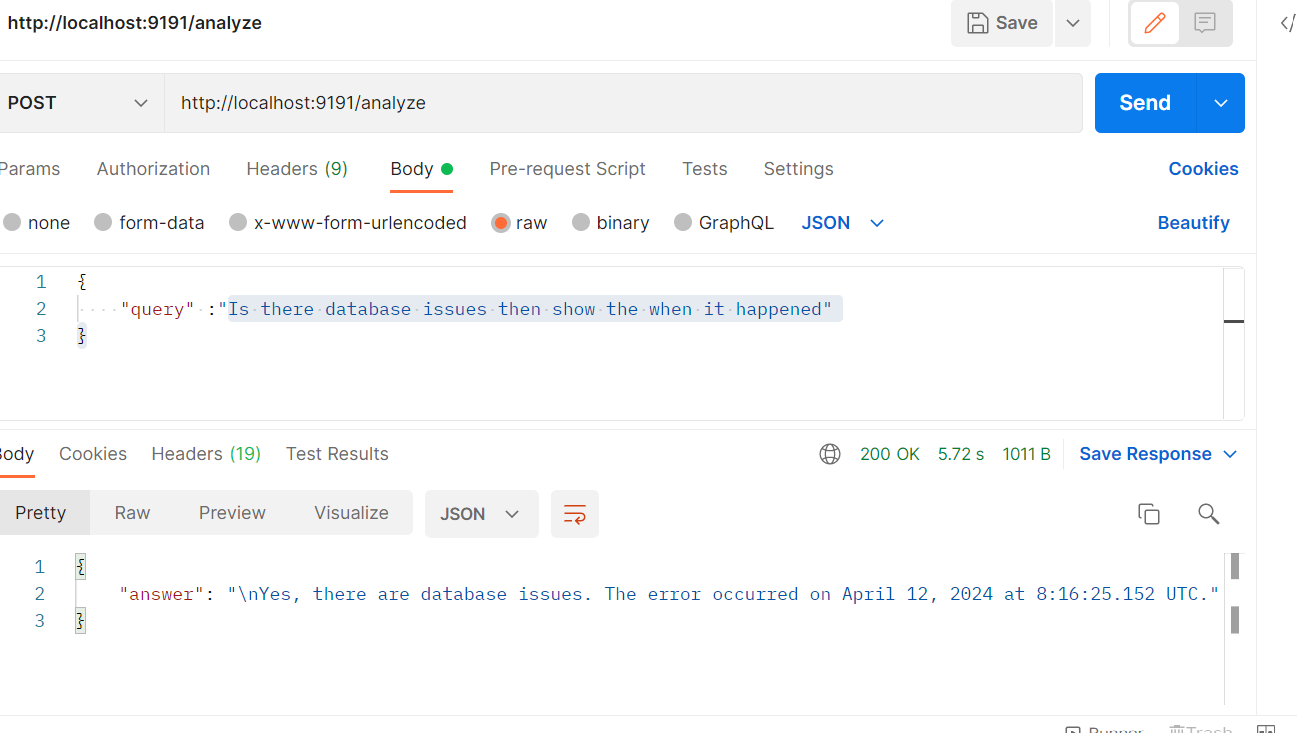 http://localhost:9191/analyze
Save
</
POST
http://localhost:9191/analyze
Send
Params Authorization Headers (9) Body Pre-request Script Tests Settings Cookies
none form-data x-www-form-urlencoded raw binary GraphQL JSON Beautify
1 {
2 "query" :"Is there database issues then show the when it happened"
3 }
Body Cookies Headers (19) Test Results 200 OK 5.72 s 1011 B Save Response
Pretty Raw Preview Visualize JSON
1 {
2 "answer": "\nYes, there are database issues. The error occurred on April 12, 2024 at 8:16:25.152 UTC."
3 }
Runner Trash